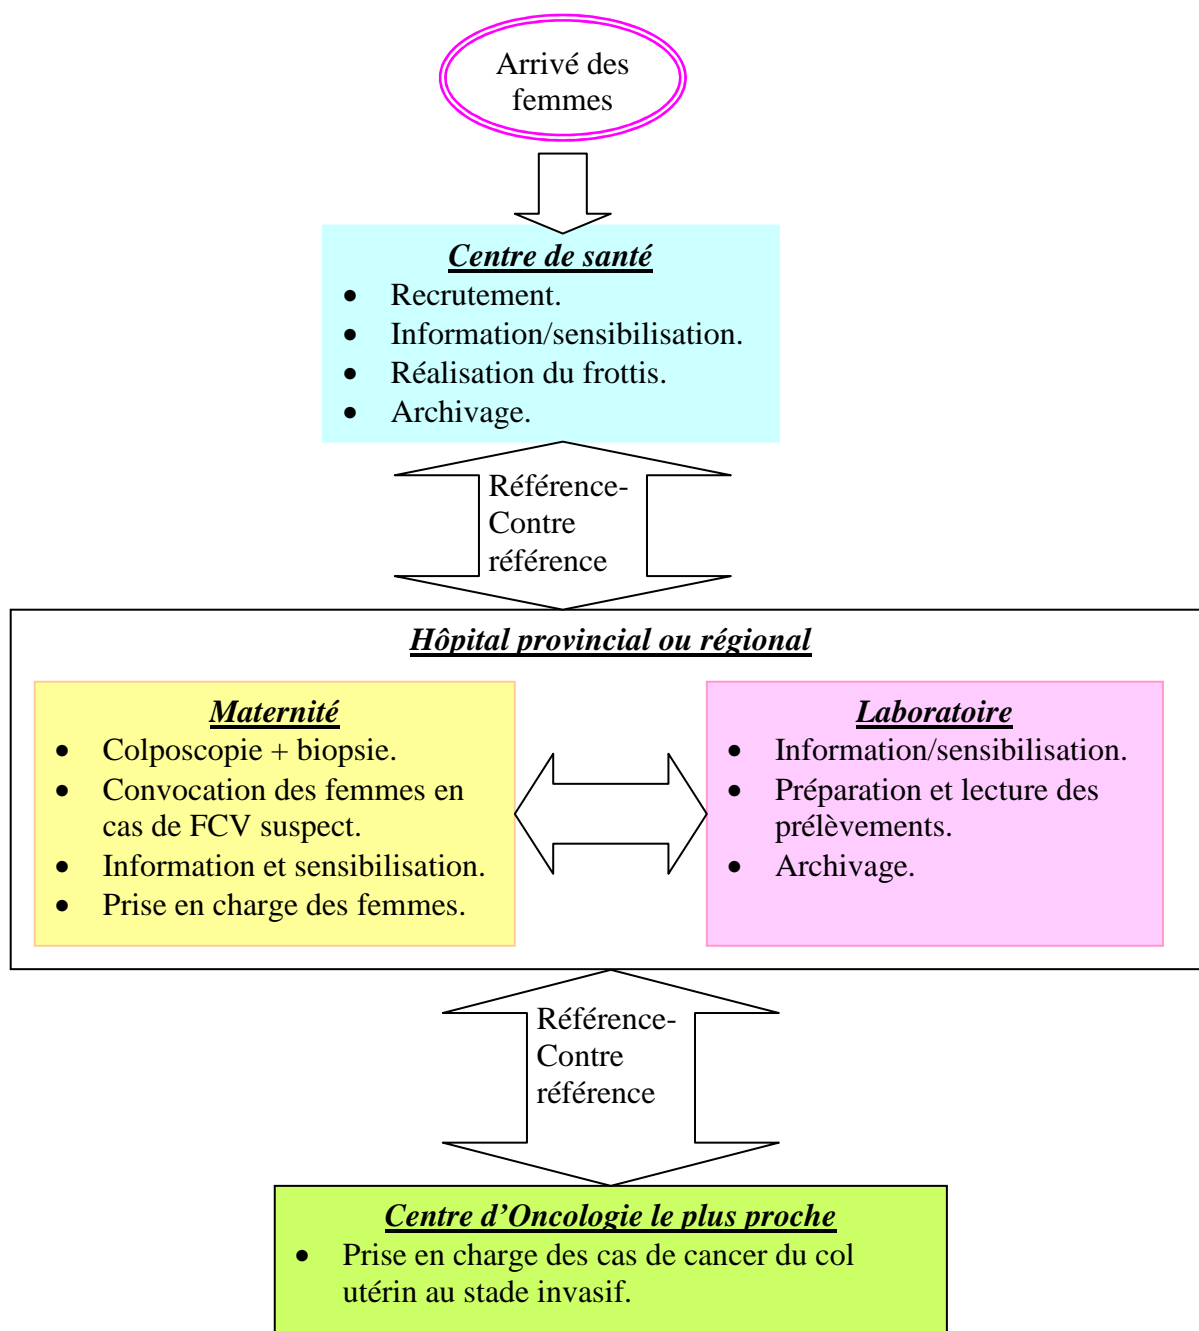 Arrivé des
femmes
Centre de santé
• Recrutement.
• Information/sensibilisation.
• Réalisation du frottis.
• Archivage.
Référence-
Contre
référence
Hôpital provincial ou régional
Maternité
• Colposcopie + biopsie.
• Convocation des femmes en
cas de FCV suspect.
• Information et sensibilisation.
• Prise en charge des femmes.
Laboratoire
• Information/sensibilisation.
• Préparation et lecture des
prélèvements.
• Archivage.
Référence-
Contre
référence
Centre d’Oncologie le plus proche
• Prise en charge des cas de cancer du col
utérin au stade invasif.